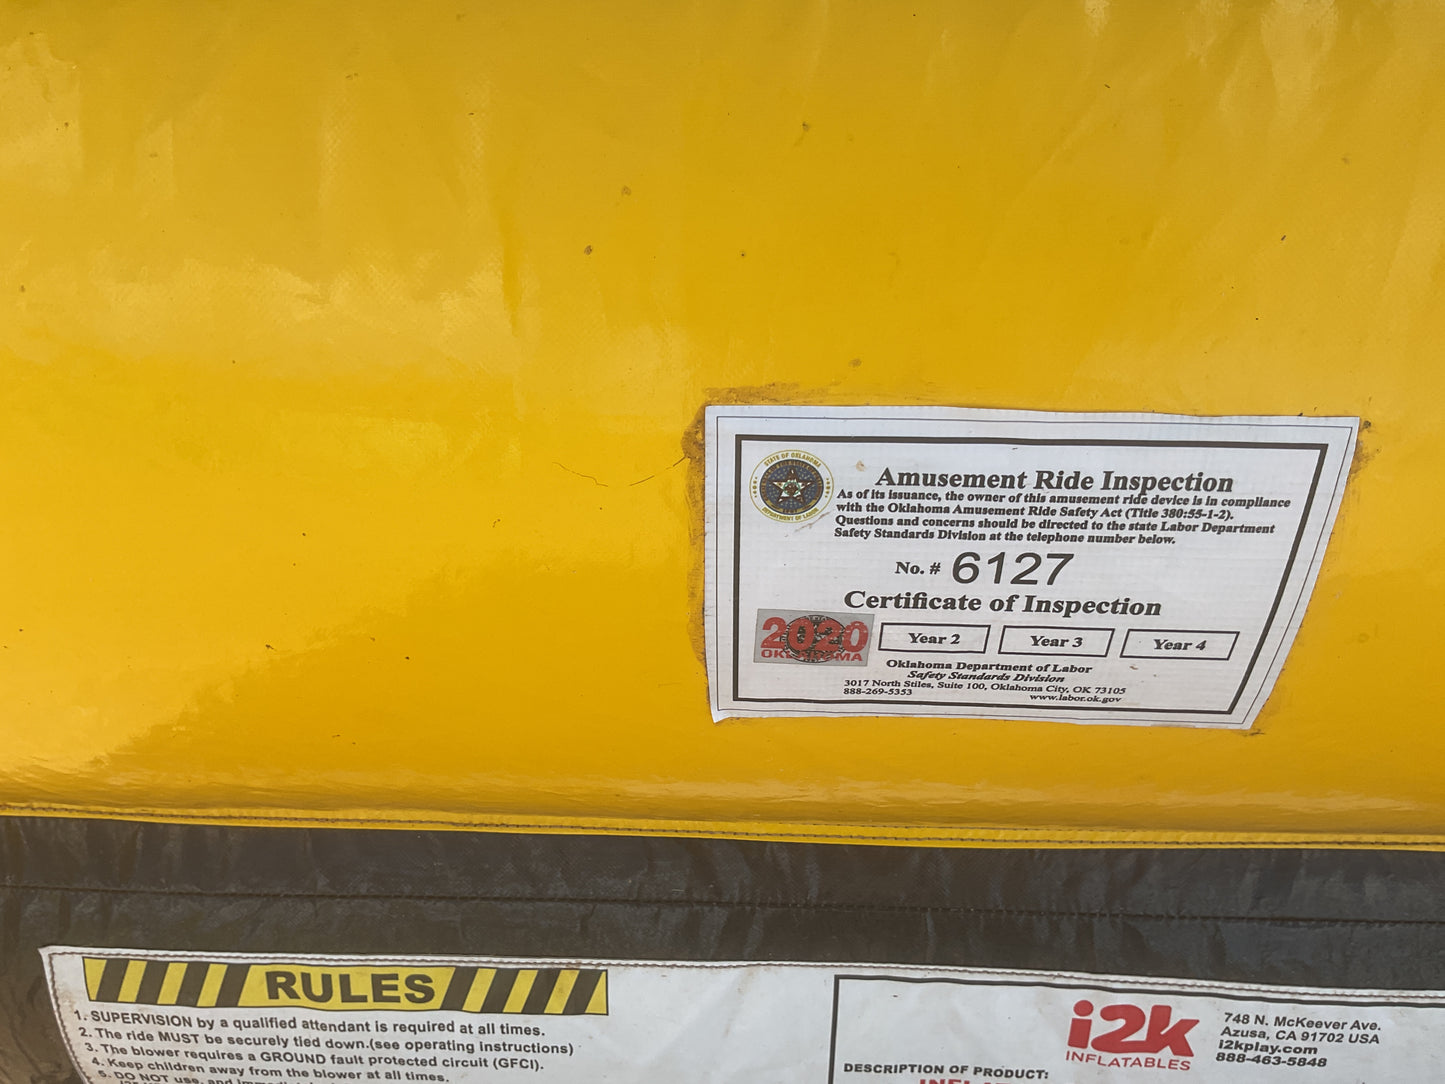 STATE OF OKLAHOMA
DEPARTMENT OF LABOR
Amusement Ride Inspection
As of its issuance, the owner of this amusement ride device is in compliance
with the Oklahoma Amusement Ride Safety Act (Title 380:55-1-2).
Questions and concerns should be directed to the state Labor Department
Safety Standards Division at the telephone number below.
No. # 6127
Certificate of Inspection
2020
OKLAHOMA
Year 2
Year 3
Year 4
Oklahoma Department of Labor
Safety Standards Division
3017 North Stiles, Suite 100, Oklahoma City, OK 73105
888-269-5353
www.labor.ok.gov
RULES
1. SUPERVISION by a qualified attendant is required at all times.
2. The ride MUST be securely tied down.(see operating instructions)
3. The blower requires a GROUND fault protected circuit (GFCI).
4. Keep children away from the blower at all times.
5. DO NOT use, and
i2k
INFLATABLES
748 N. McKeever Ave.
Azusa, CA 91702 USA
i2kplay.com
888-463-5848
DESCRIPTION OF PRODUCT: